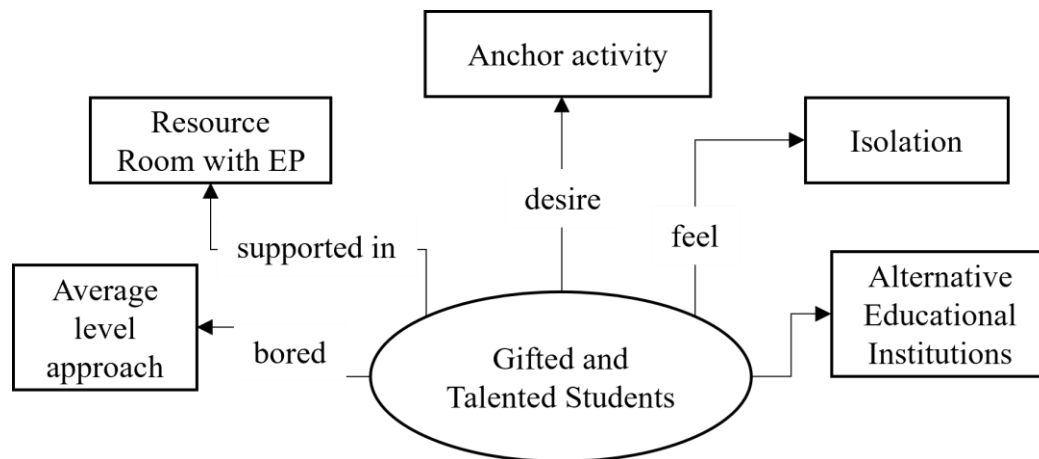 Anchor activity
Resource
Room with EP
Isolation
desire
feel
supported in
Average
level
approach
bored
Alternative
Educational
Institutions
Gifted and
Talented Students